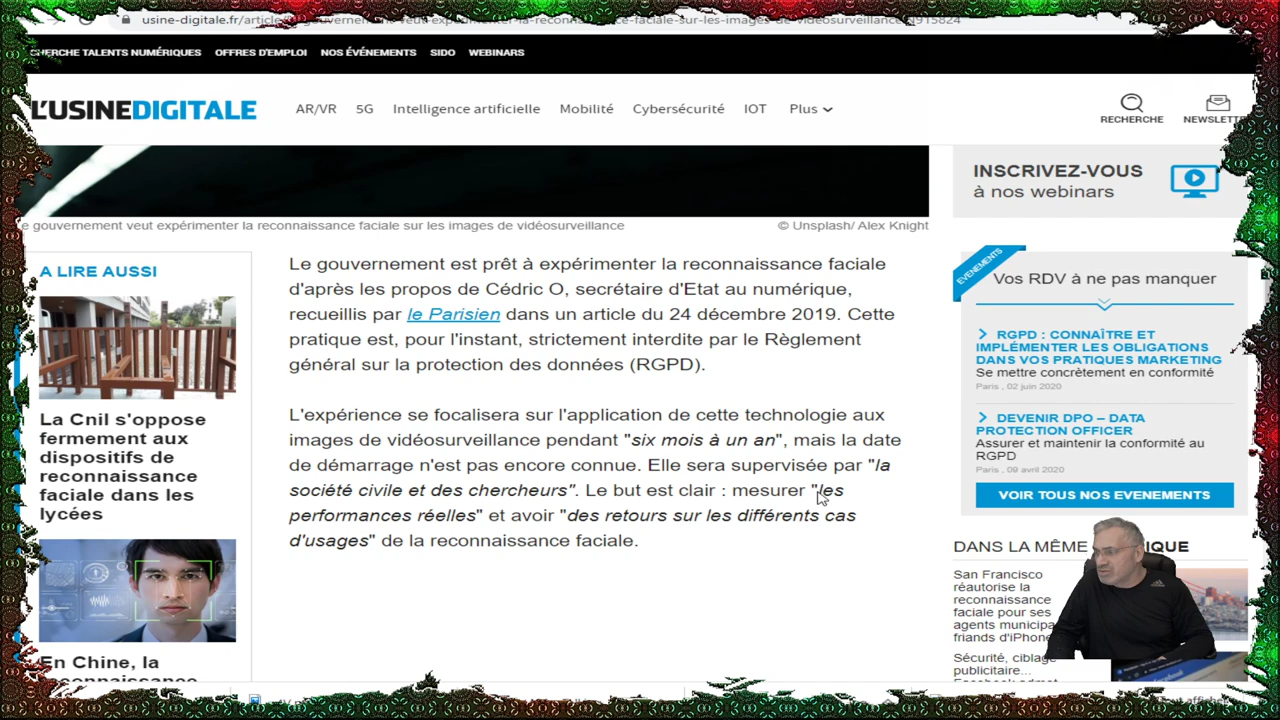 usine-digitale.fr/article/
HERCHE TALENTS NUMÉRIQUES OFFRES D'EMPLOI NOS ÉVÉNEMENTS SIDO WEBINARS
L'USINEDIGITALE
AR/VR 5G Intelligence artificielle Mobilité Cybersécurité IOT Plus
RECHERCHE NEWSLETT
INSCRIVEZ-VOUS
à nos webinars
e gouvernement veut expérimenter la reconnaissance faciale sur les images de vidéosurveillance © Unsplash/ Alex Knight
A LIRE AUSSI
La Cnil s'oppose
fermement aux
dispositifs de
reconnaissance
faciale dans les
lycées
En Chine, la
Le gouvernement est prêt à expérimenter la reconnaissance faciale
d'après les propos de Cédric O, secrétaire d'Etat au numérique,
recueillis par le Parisien dans un article du 24 décembre 2019. Cette
pratique est, pour l'instant, strictement interdite par le Règlement
général sur la protection des données (RGPD).
L'expérience se focalisera sur l'application de cette technologie aux
images de vidéosurveillance pendant "six mois à un an", mais la date
de démarrage n'est pas encore connue. Elle sera supervisée par "la
société civile et des chercheurs". Le but est clair : mesurer "les
performances réelles" et avoir "des retours sur les différents cas
d'usages" de la reconnaissance faciale.
EVENEMENTS
Vos RDV à ne pas manquer
RGPD : CONNAÎTRE ET
IMPLÉMENTER LES OBLIGATIONS
DANS VOS PRATIQUES MARKETING
Se mettre concrètement en conformité
Paris , 02 juin 2020
DEVENIR DPO – DATA
PROTECTION OFFICER
Assurer et maintenir la conformité au
RGPD
Paris , 09 avril 2020
VOIR TOUS NOS EVENEMENTS
DANS LA MÊME IQUE
San Francisco
réautorise la
reconnaissance
faciale pour ses
agents municipa
friands d'iPhone
Sécurité, ciblage
publicitaire...